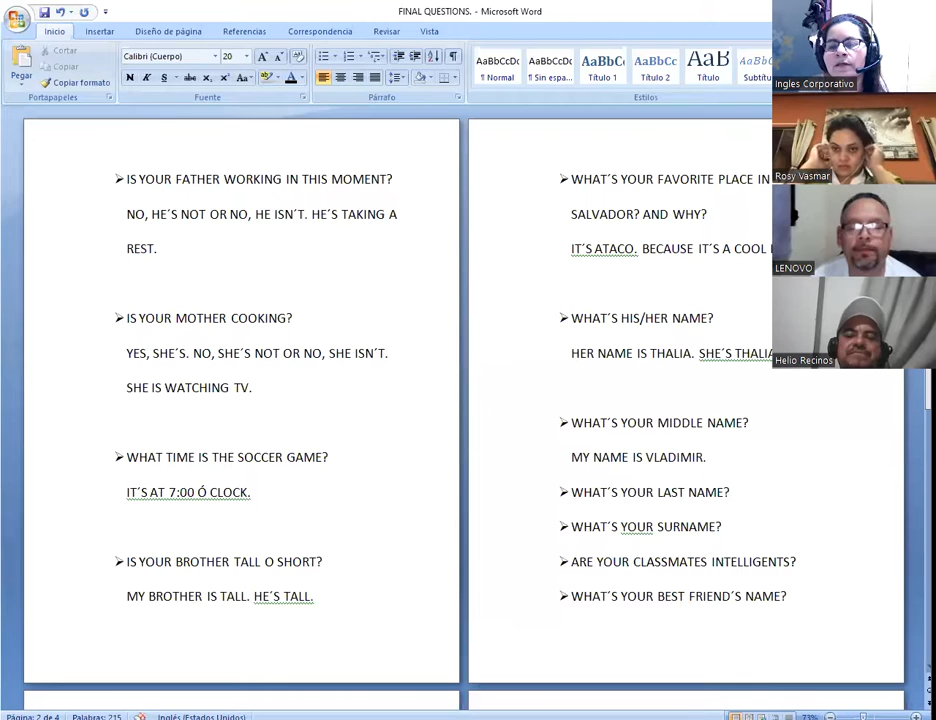 FINAL QUESTIONS. - Microsoft Word
Inicio Insertar Diseño de página Referencias Correspondencia Revisar Vista
Pegar
Cortar
Copiar
Copiar formato
Portapapeles
Calibri (Cuerpo) 20
Fuente
Párrafo
AaBbCcDc AaBbCcDc AaBbCc AaBbCc AaB AaBbCc
¶ Normal ¶ Sin espa... Título 1 Título 2 Título
Estilos
IS YOUR FATHER WORKING IN THIS MOMENT?
NO, HE´S NOT OR NO, HE ISN´T. HE´S TAKING A
REST.
IS YOUR MOTHER COOKING?
YES, SHE´S. NO, SHE´S NOT OR NO, SHE ISN´T.
SHE IS WATCHING TV.
WHAT TIME IS THE SOCCER GAME?
IT´S AT 7:00 Ó CLOCK.
IS YOUR BROTHER TALL O SHORT?
MY BROTHER IS TALL. HE´S TALL.
WHAT´S YOUR FAVORITE PLACE IN
SALVADOR? AND WHY?
IT´S ATACO. BECAUSE IT´S A COOL
WHAT´S HIS/HER NAME?
HER NAME IS THALIA. SHE´S THALIA
WHAT´S YOUR MIDDLE NAME?
MY NAME IS VLADIMIR.
WHAT´S YOUR LAST NAME?
WHAT´S YOUR SURNAME?
ARE YOUR CLASSMATES INTELLIGENTS?
WHAT´S YOUR BEST FRIEND´S NAME?
Ingles Corporativo
Rosy Vasmar
LENOVO
Helio Recinos
Página: 2 de 4 Palabras: 215 Inglés (Estados Unidos) 73%